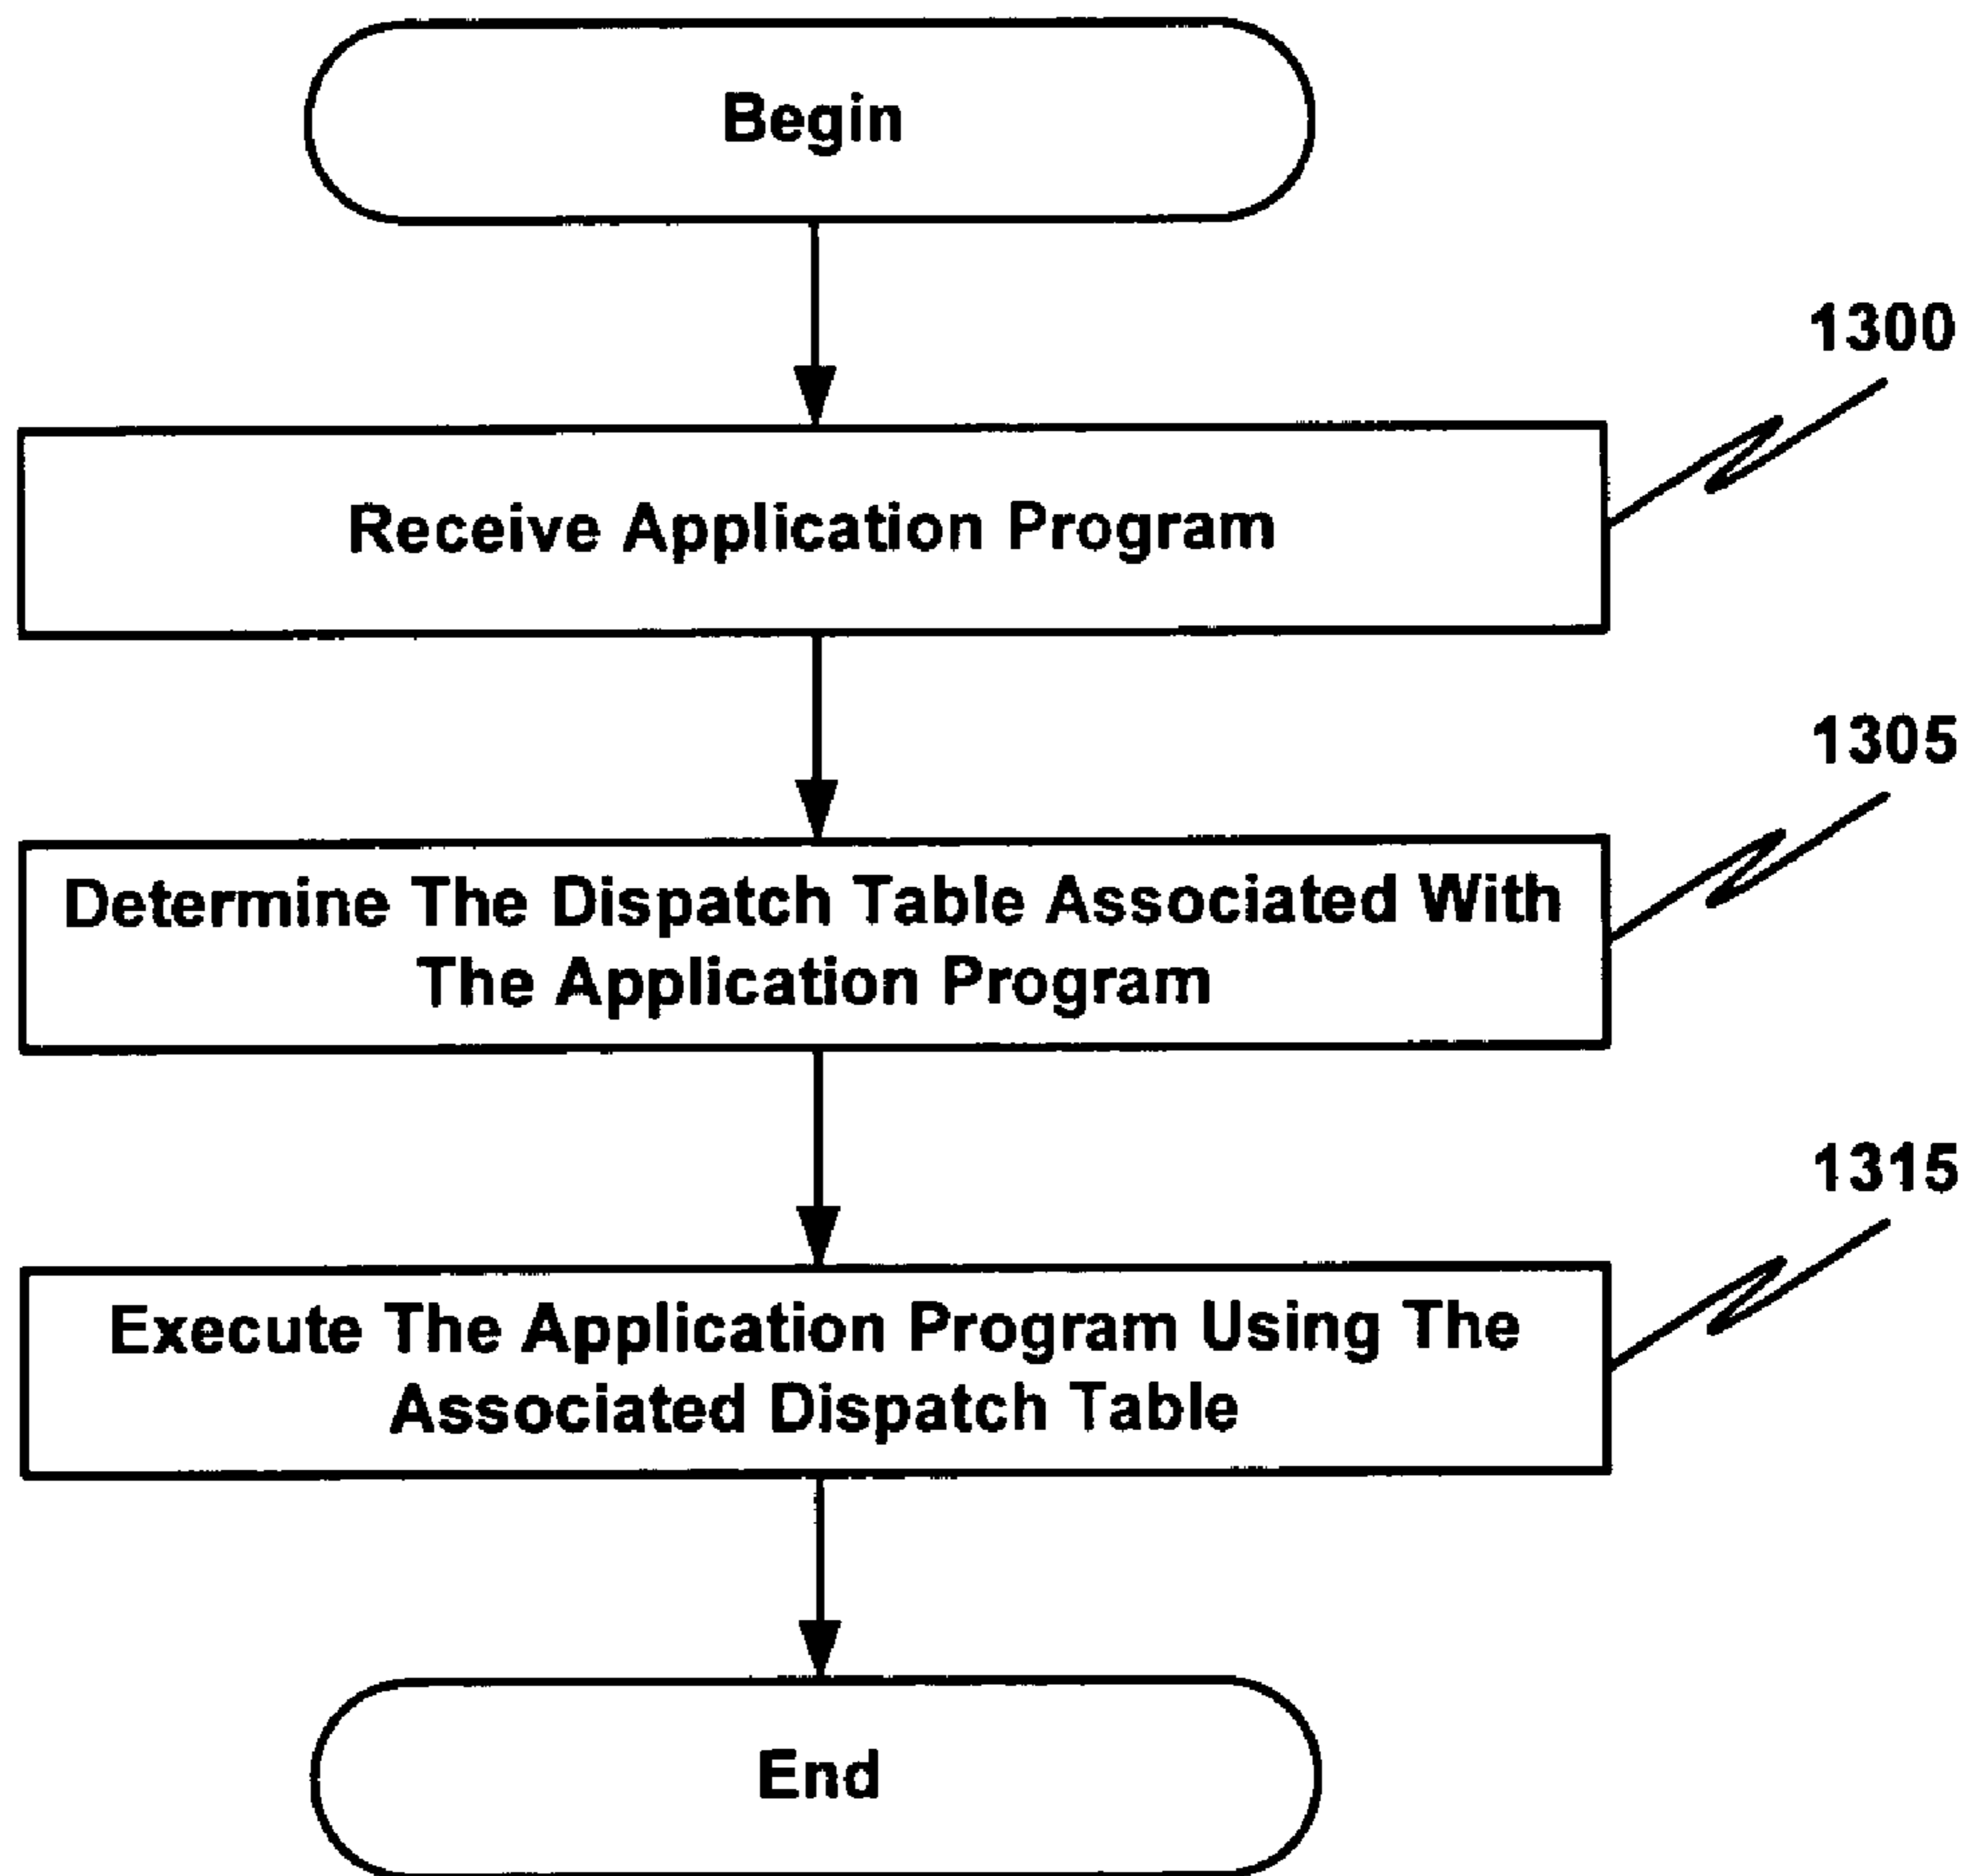 Begin
1300
Receive Application Program
1305
Determine The Dispatch Table Associated With
The Application Program
1315
Execute The Application Program Using The
Associated Dispatch Table
End